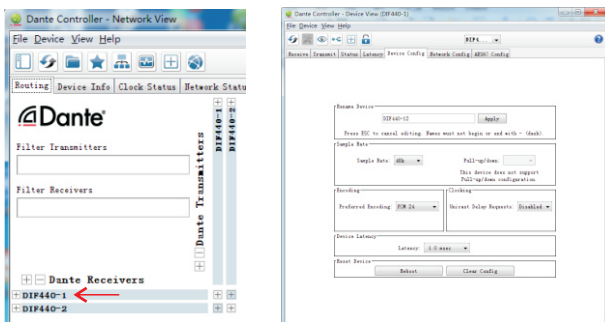 Dante Controller - Network View
File Device View Help
Routing Device Info Clock Status Network Statu
Dante
Filter Transmitters
Filter Receivers
Dante Transmitters
DIF440-1
DIF440-2
Dante Receivers
DIF440-1
DIF440-2
Dante Controller - Device View (DIF440-1)
File Device View Help
DIF4...
Receive Transmit Status Latency Device Config Network Config AES67 Config
Rename Device
DIF440-12 Apply
Press ESC to cancel editing. Names must not begin or end with - (dash).
Sample Rate
Sample Rate: 48k Pull-up/down:
This device does not support
Pull-up/down configuration.
Encoding Clocking
Preferred Encoding: PCM 24 Unicast Delay Requests: Disabled
Device Latency
Latency: 1.0 msec
Reset Device
Reboot Clear Config